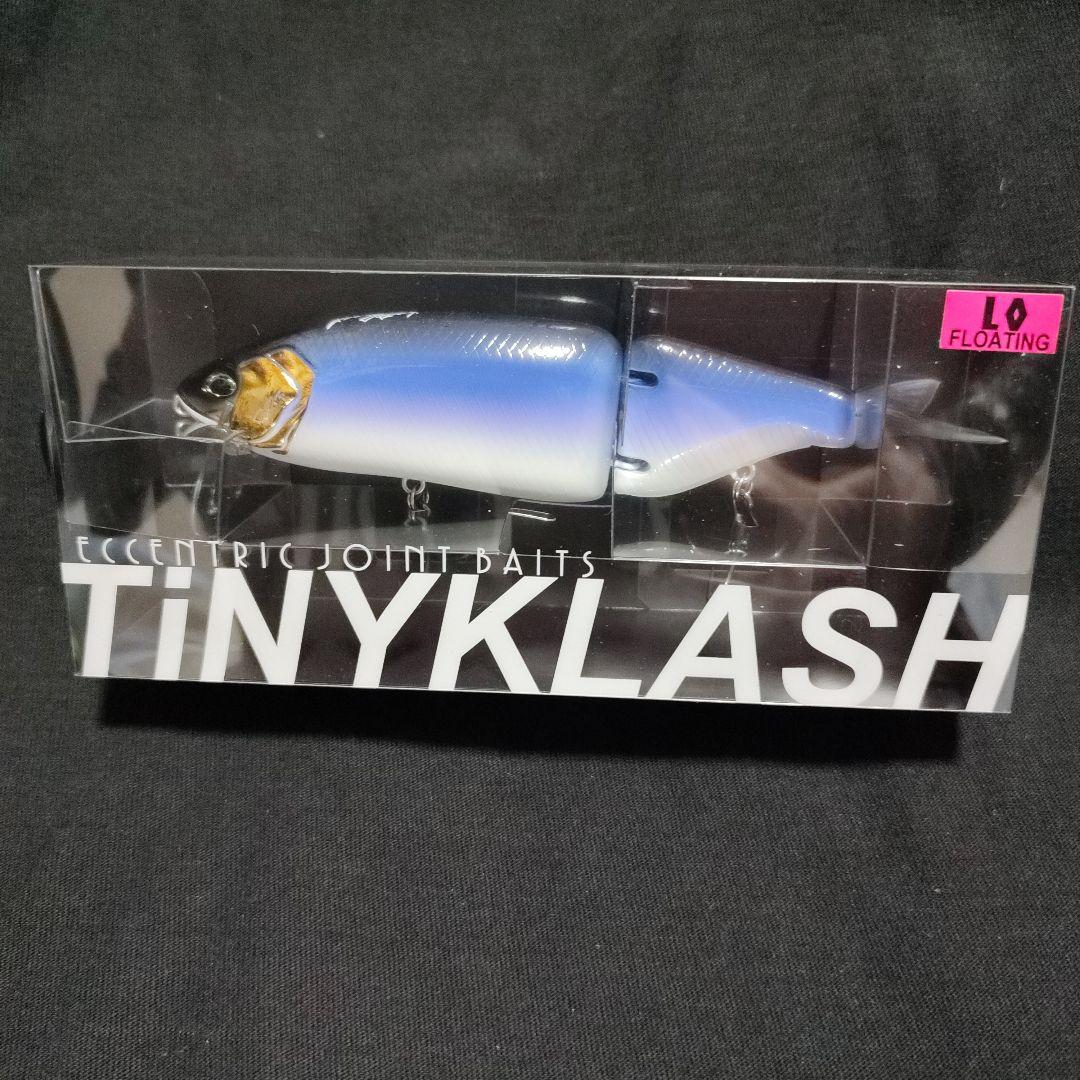 LO
FLOATING
ECCENTRIC JOINT BAITS
TiNYKLASH